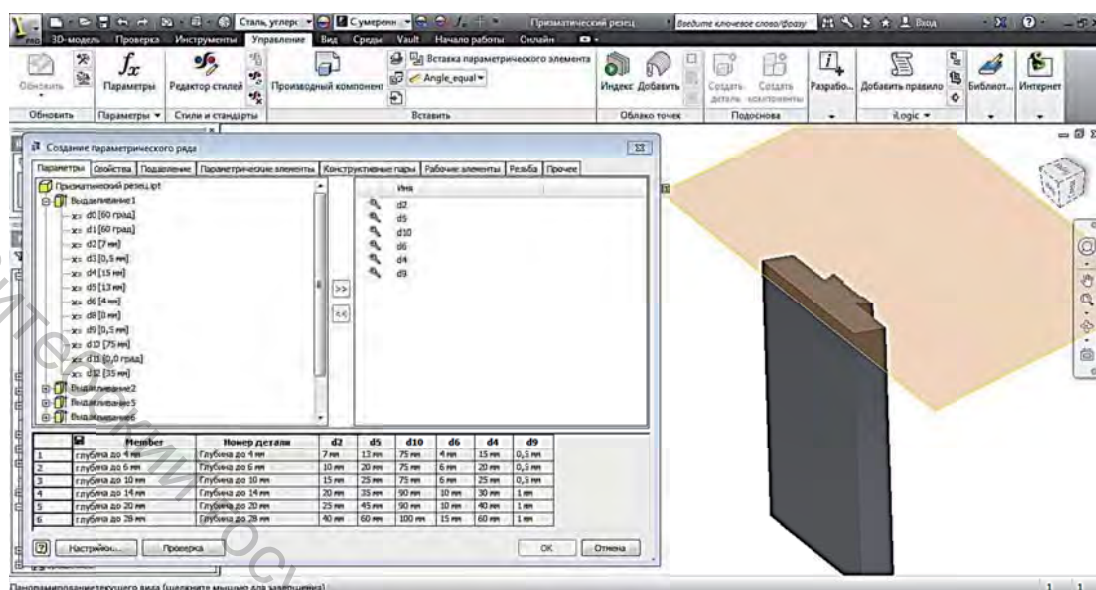 PRO
Сталь, углерс
Сумеречн
Призматический резец
Введите ключевое слово/фразу
Вход
3D-модель Проверка Инструменты Управление Вид Среды Vault Начало работы Онлайн
Обновить
Параметры
Редактор стилей
Производный компонент
Вставка параметрического элемента
Angle_equal
Индекс Добавить
Создать деталь
Создать компоненты
Разрабо...
Добавить правило
Библиот...
Интернет
Обновить Параметры Стили и стандарты Вставить Облако точек Подоснова iLogic
Создание параметрического ряда
Параметры Свойства Подавление Параметрические элементы Конструктивные пары Рабочие элементы Резьба Прочее
Призматический резец.ipt
Выдавливание1
d0 [60 град]
d1 [60 град]
d2 [7 мм]
d3 [0,5 мм]
d4 [15 мм]
d5 [13 мм]
d6 [4 мм]
d8 [0 мм]
d9 [0,5 мм]
d10 [75 мм]
d11 [0,0 град]
d12 [35 мм]
Выдавливание2
Выдавливание5
Выдавливание6
>>
<<
Имя
d2
d5
d10
d6
d4
d9
Member Номер детали d2 d5 d10 d6 d4 d9
1 глубина до 4 мм Глубина до 4 мм 7 мм 13 мм 75 мм 4 мм 15 мм 0,5 мм
2 глубина до 6 мм Глубина до 6 мм 10 мм 20 мм 75 мм 6 мм 20 мм 0,5 мм
3 глубина до 10 мм Глубина до 10 мм 15 мм 25 мм 75 мм 6 мм 25 мм 0,5 мм
4 глубина до 14 мм Глубина до 14 мм 20 мм 35 мм 90 мм 10 мм 30 мм 1 мм
5 глубина до 20 мм Глубина до 20 мм 25 мм 45 мм 90 мм 10 мм 40 мм 1 мм
6 глубина до 28 мм Глубина до 28 мм 40 мм 60 мм 100 мм 15 мм 60 мм 1 мм
Настройки... Проверка OK Отмена
Панорамирование текущего вида (щелкните мышью для завершения)
1 1